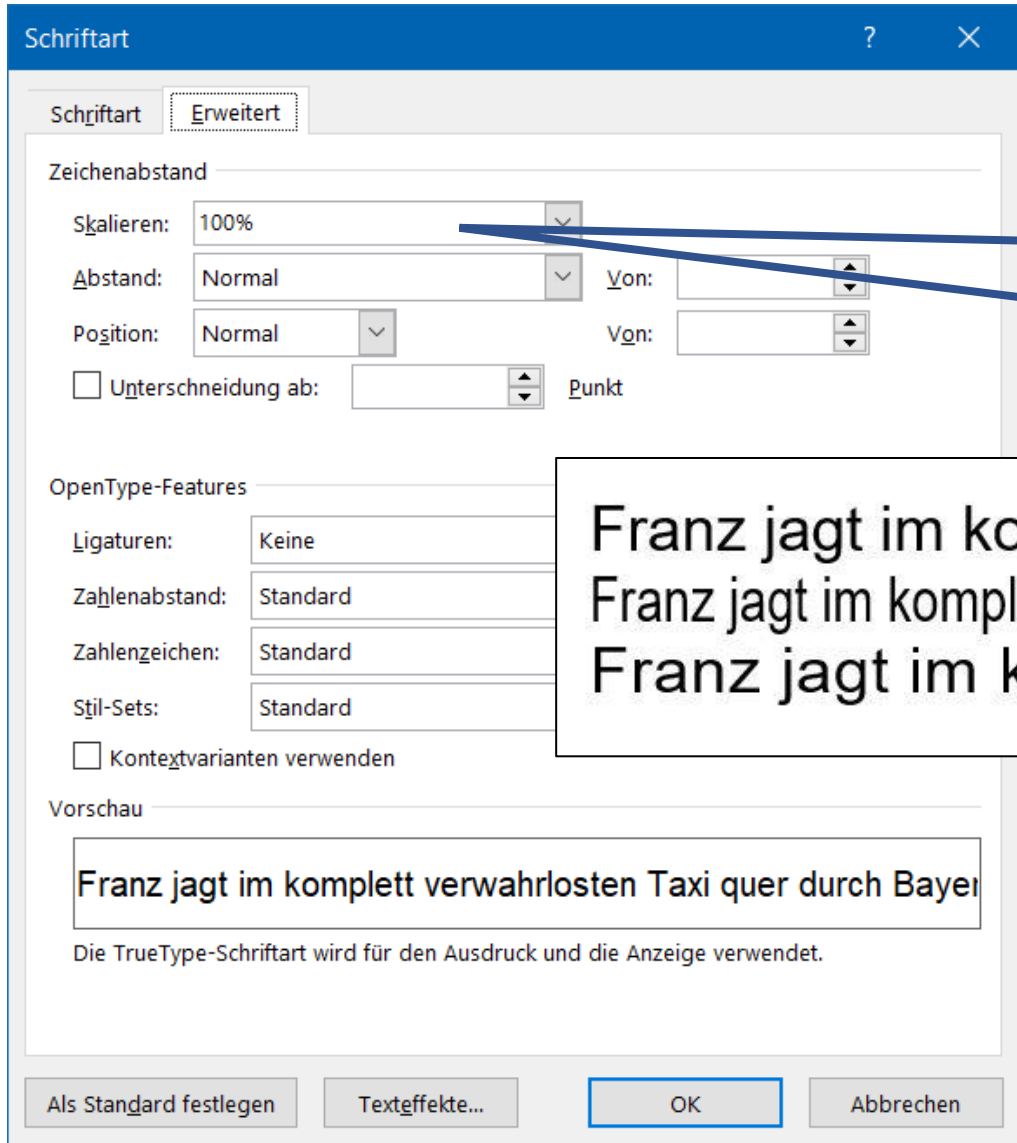 Schriftart ?
Schriftart Erweitert
Zeichenabstand
Skalieren: 100%
Abstand: Normal Von:
Position: Normal Von:
Unterschneidung ab: Punkt
OpenType-Features
Ligaturen: Keine
Zahlenabstand: Standard
Zahlenzeichen: Standard
Stil-Sets: Standard
Kontextvarianten verwenden
Franz jagt im
Franz jagt im
Franz jagt im
Vorschau
Franz jagt im komplett verwahrlosten Taxi quer durch
Die TrueType-Schriftart wird für den Ausdruck und die Anzeige verwendet.
Als Standard festlegen Texteffekte... OK Abbrechen